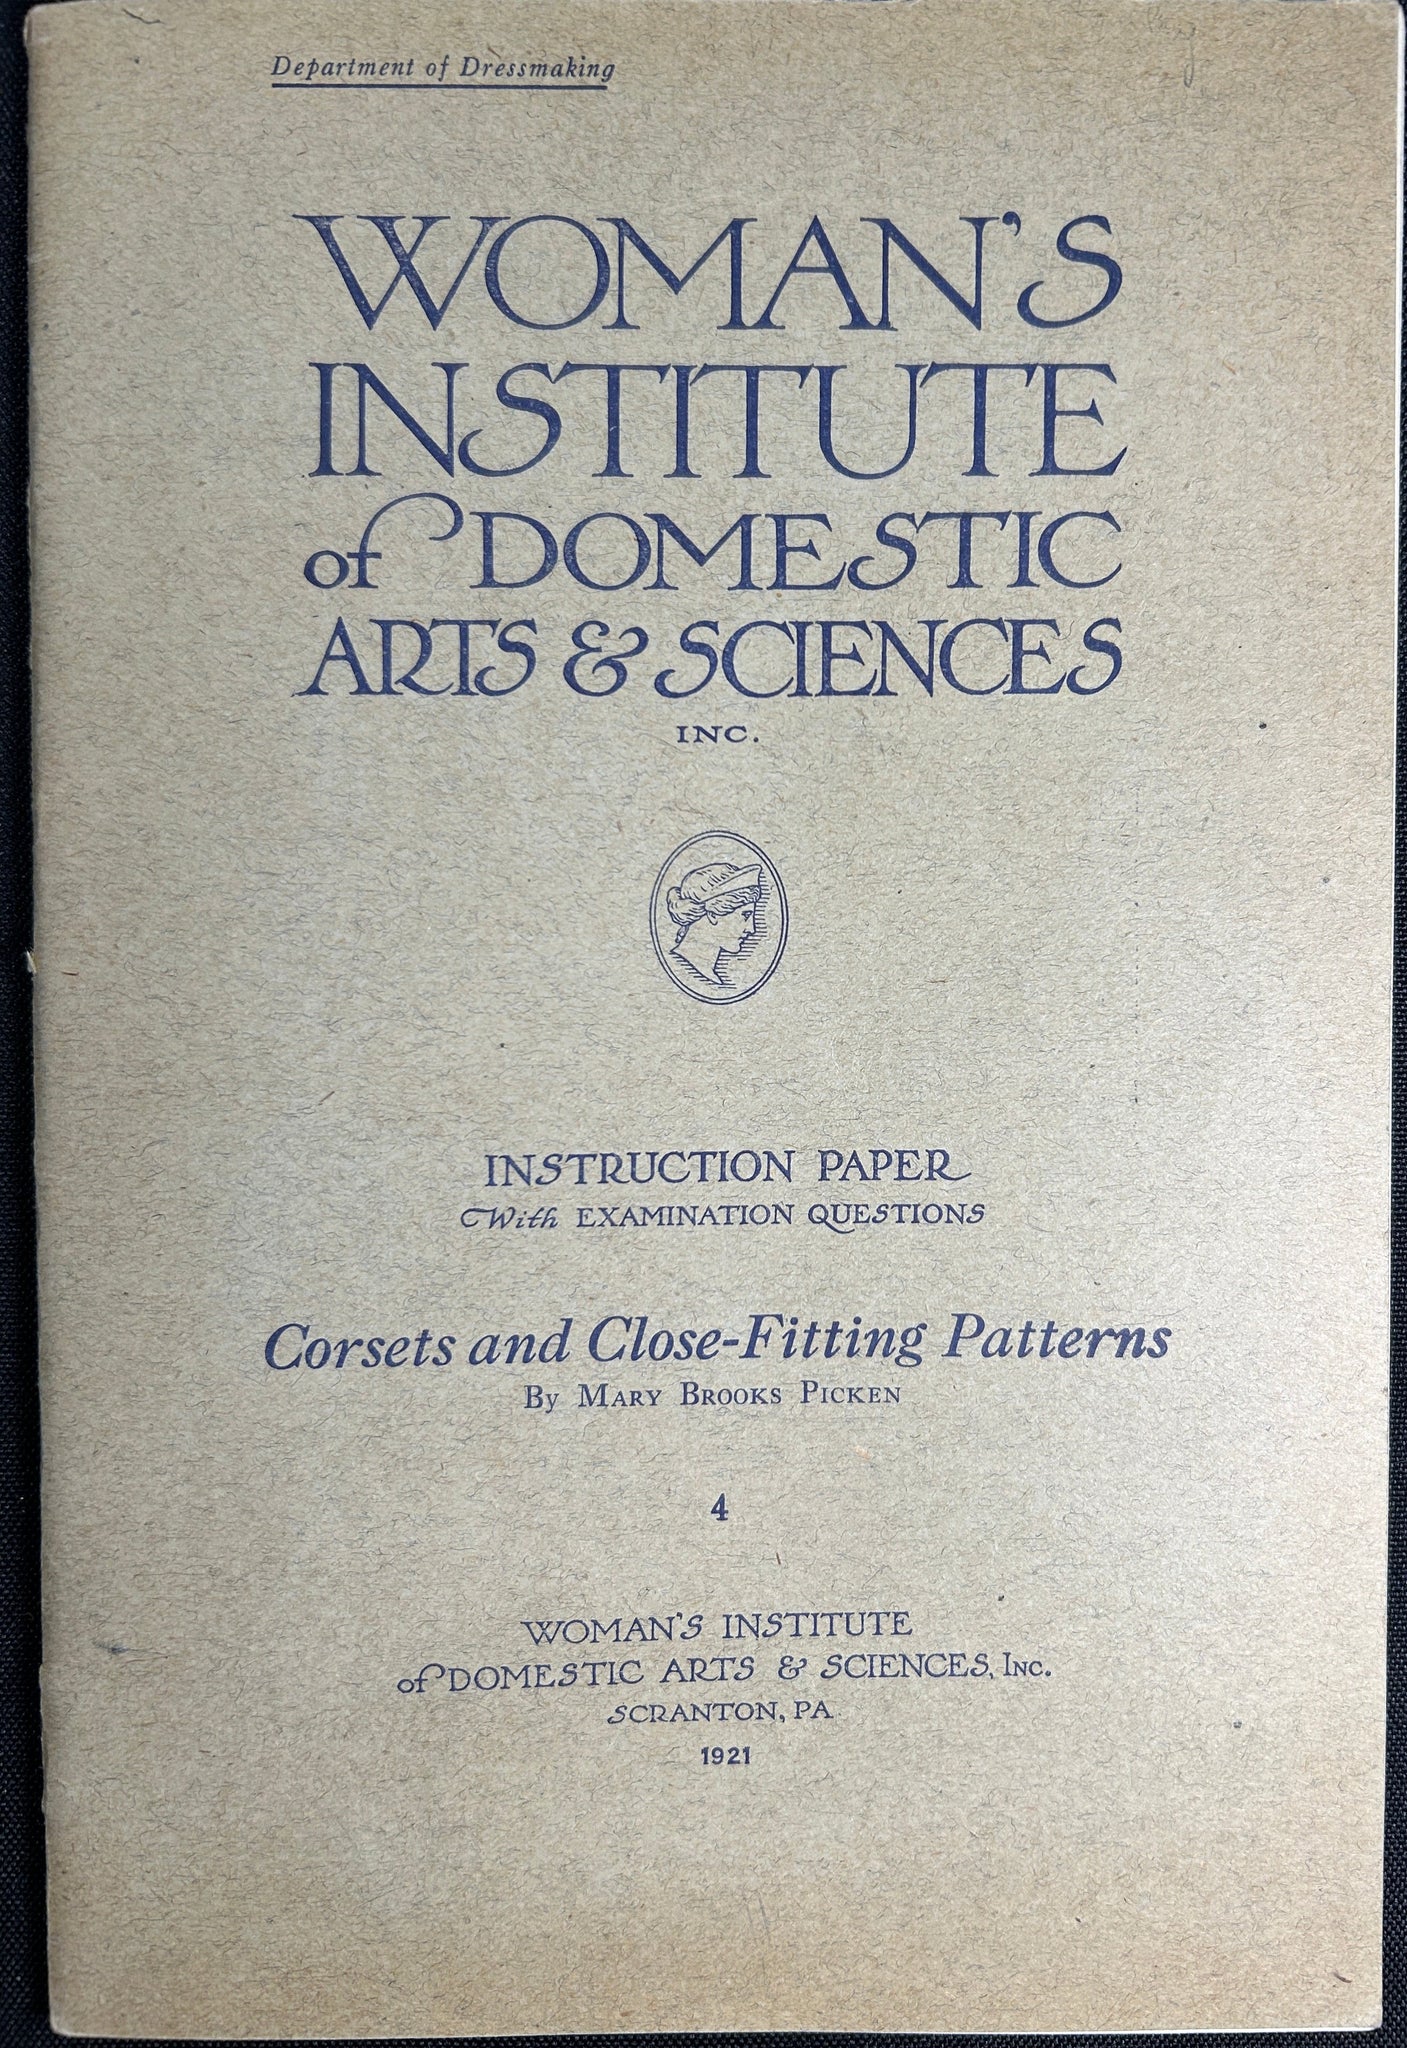 Department of Dressmaking
WOMAN'S
INSTITUTE
of DOMESTIC
ARTS & SCIENCES
INC.
INSTRUCTION PAPER
With EXAMINATION QUESTIONS
Corsets and Close-Fitting Patterns
By MARY BROOKS PICKEN
4
WOMAN'S INSTITUTE
of DOMESTIC ARTS & SCIENCES, INC.
SCRANTON, PA.
1921